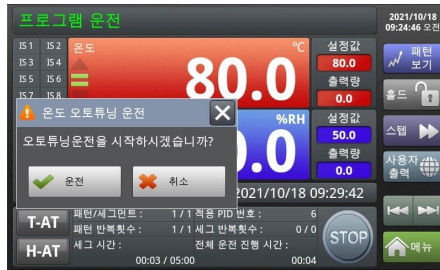 프로그램 운전
2021/10/18
09:24:46 오전
IS 1 IS 2 온도 ℃ 설정값
IS 3 IS 4 80.0 80.0
IS 5 IS 6 출력량
IS 7 IS 8 0.0
패턴
보기
홀드
온도 오토튜닝 운전
오토튜닝운전을 시작하시겠습니까?
운전 취소
%RH 설정값
.0 50.0
출력량
0.0
스텝
사용자
출력
2021/10/18 09:29:42
T-AT
H-AT
패턴/세그먼트 : 1 / 1 적용 PID 번호 : 6
패턴 반복횟수 : 1 / 1 세그 반복횟수 : 0 / 0
세그 시간 : 전체 운전 진행 시간 :
00:03 / 05:00 00:04
STOP
메뉴